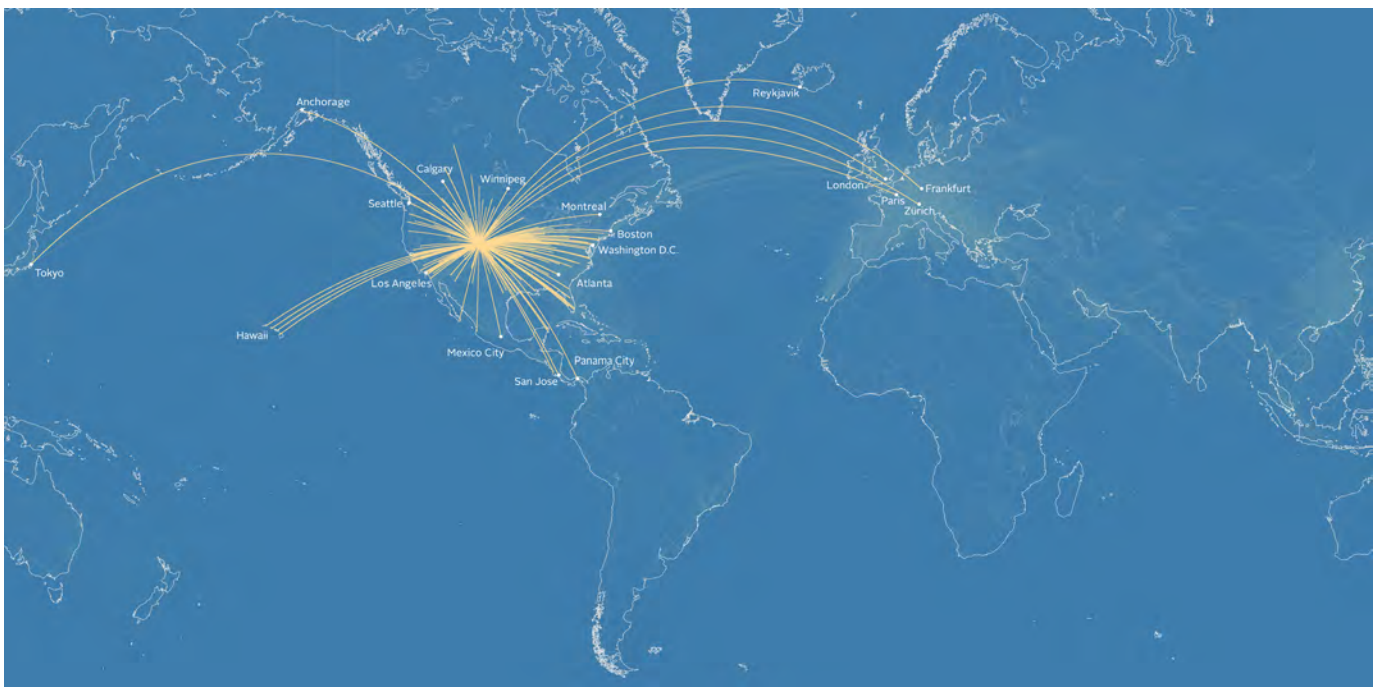 Reykjavik
Anchorage
Calgary
Winnipeg
London
Frankfurt
Paris
Seattle
Zurich
Montreal
Boston
Washington D.C.
Tokyo
Los Angeles
Atlanta
Hawaii
Mexico City
Panama City
San Jose